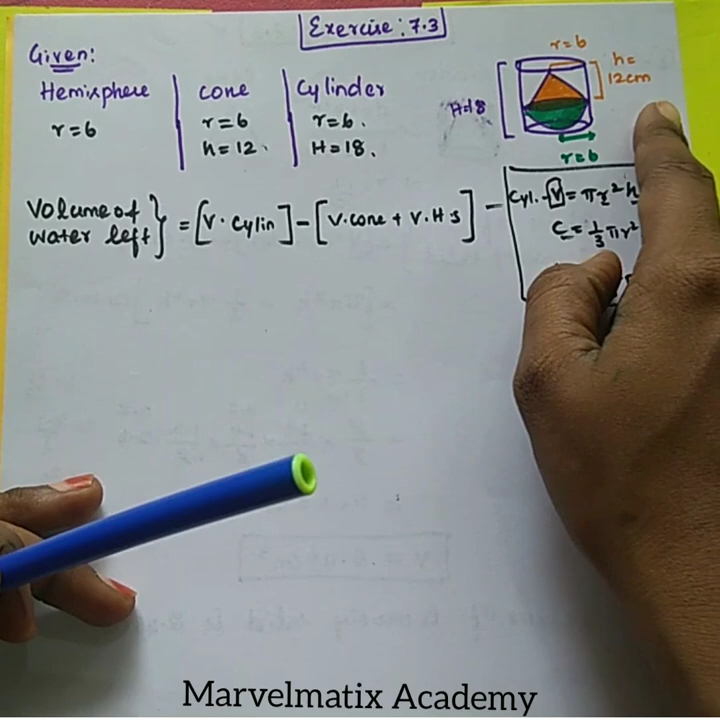 Exercise: 7.3
Given:
Hemisphere
r=6
cone
r=6
h=12
Cylinder
r=6.
H=18.
r=6
h=
12cm
H=18
r=6
Volume of
water left} = [V. Cylin] - [V. cone + V. H s] -
Cyl. V = πr²h
C = 1/3 πr²
Marvelmatix Academy